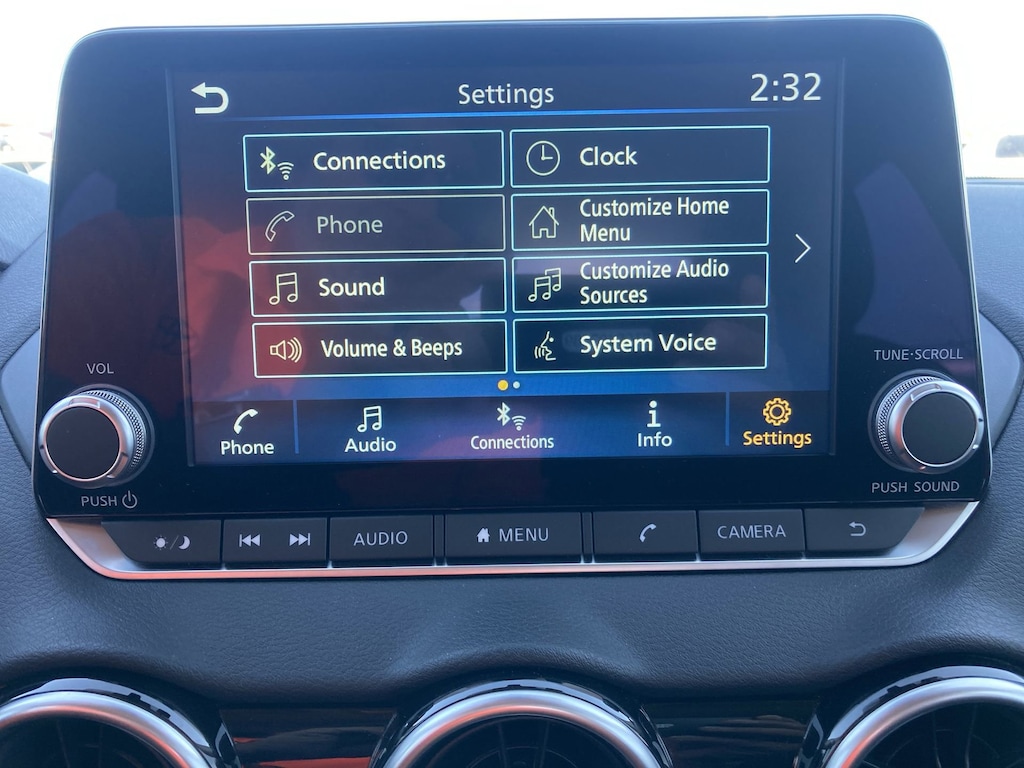 Settings
2:32
Connections
Clock
Phone
Customize Home
Menu
Sound
Customize Audio
Sources
Volume & Beeps
System Voice
Phone
Audio
Connections
Info
Settings
VOL
TUNE·SCROLL
PUSH
PUSH SOUND
AUDIO
MENU
CAMERA